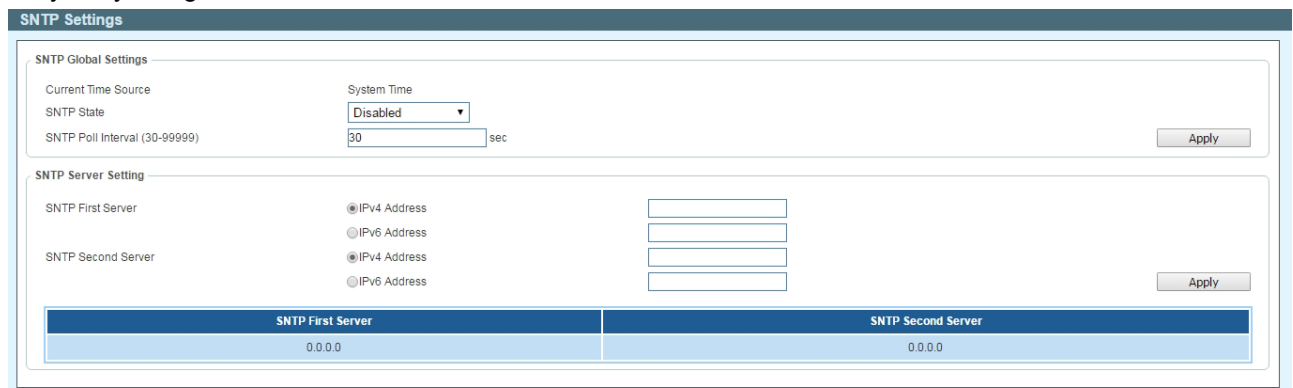 SNTP Settings
SNTP Global Settings
Current Time Source System Time
SNTP State Disabled
SNTP Poll Interval (30-99999) 30 sec Apply
SNTP Server Setting
SNTP First Server IPv4 Address
IPv6 Address
SNTP Second Server IPv4 Address
IPv6 Address Apply
SNTP First Server SNTP Second Server
0.0.0.0 0.0.0.0